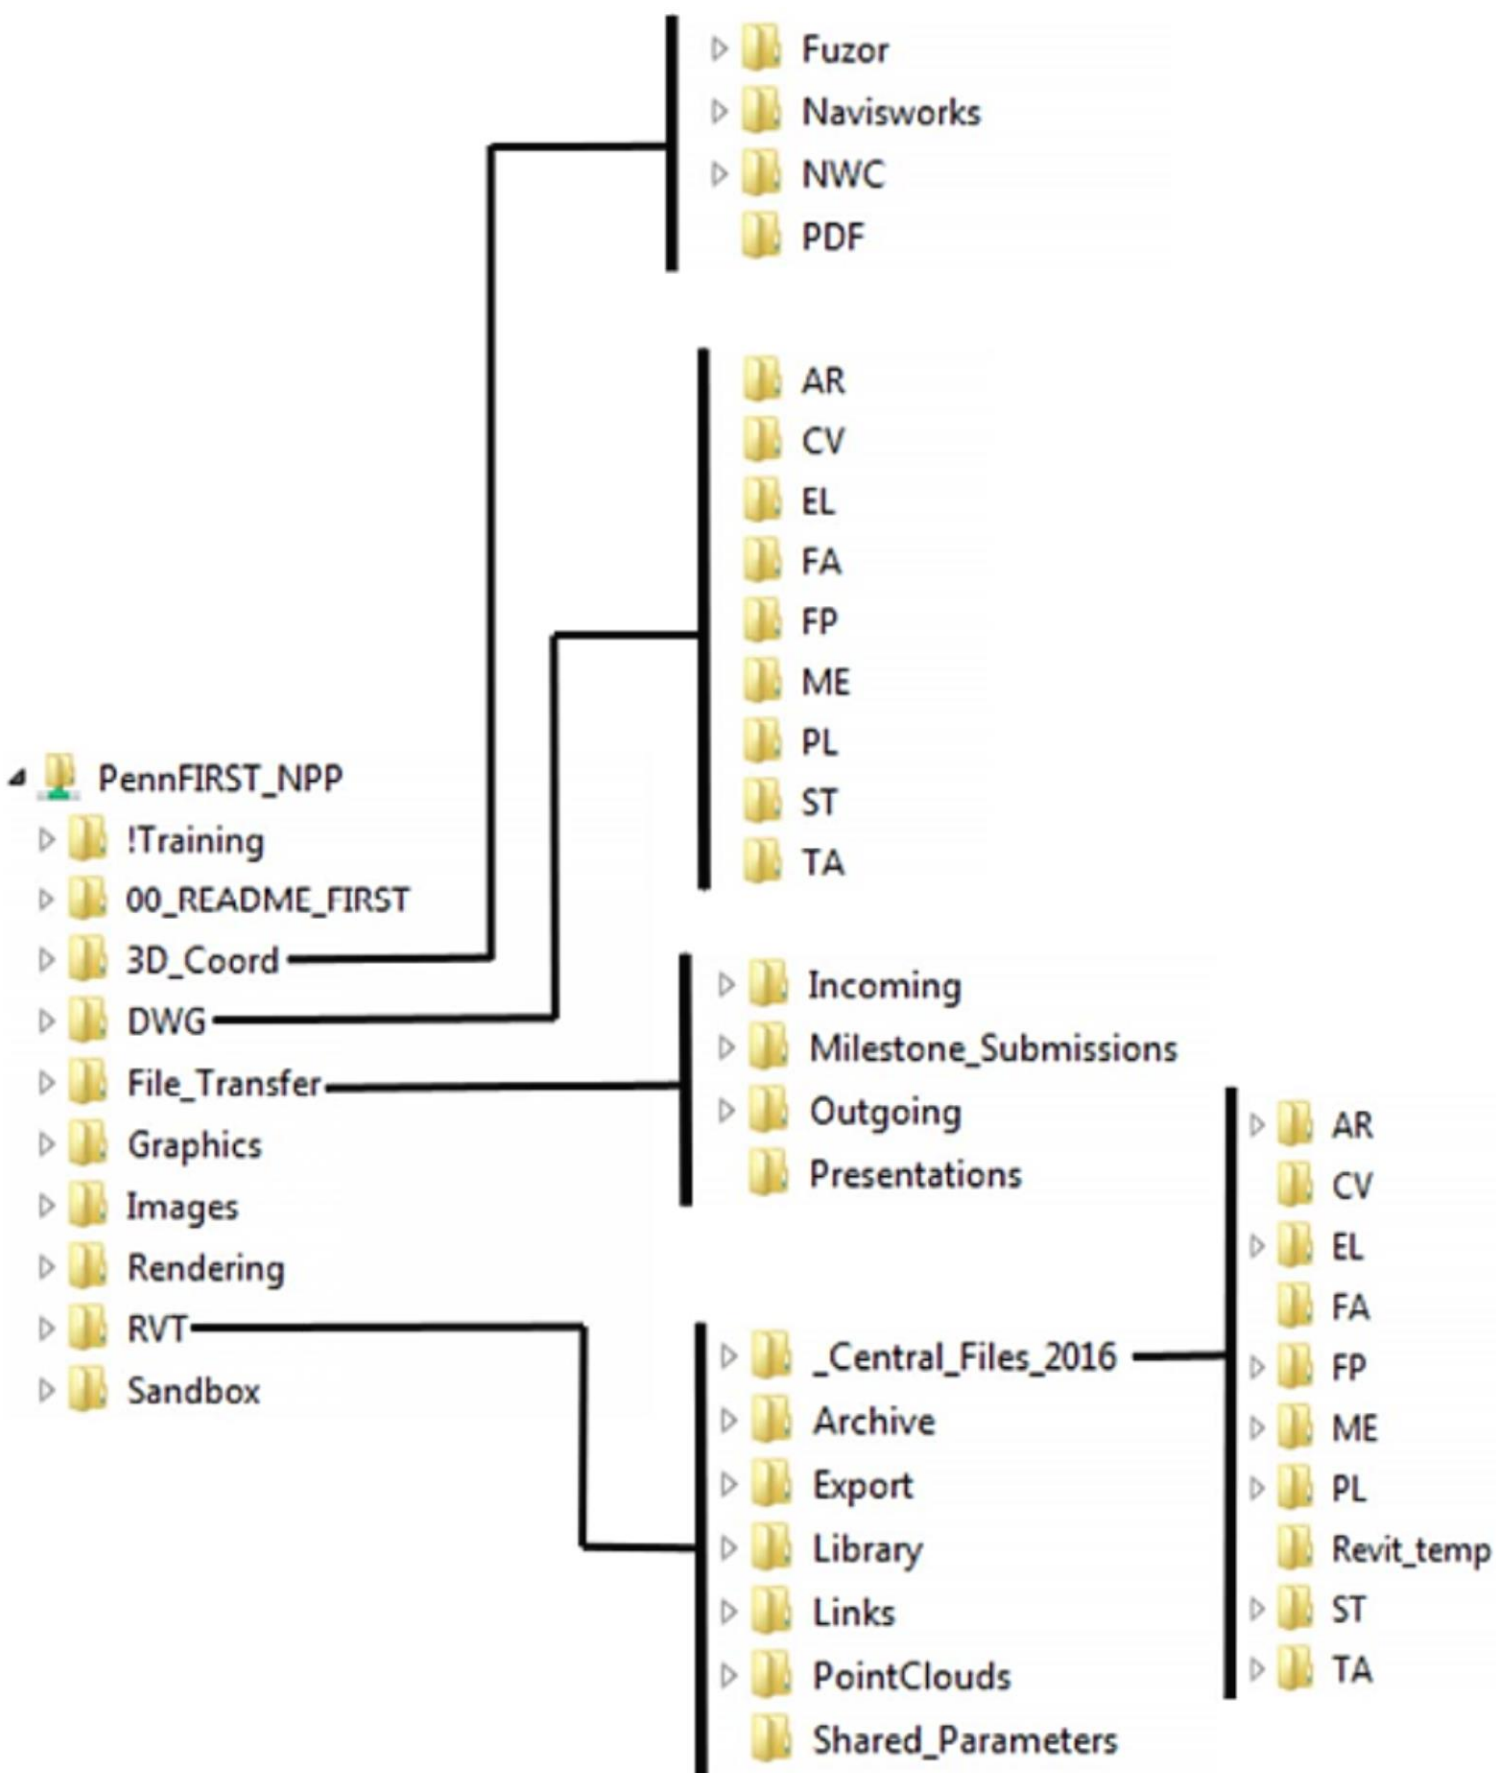 Fuzor
Navisworks
NWC
PDF
AR
CV
EL
FA
FP
ME
PL
ST
TA
PennFIRST_NPP
!Training
00_README_FIRST
3D_Coord
DWG
File_Transfer
Graphics
Images
Rendering
RVT
Sandbox
Incoming
Milestone_Submissions
Outgoing
Presentations
_Central_Files_2016
Archive
Export
Library
Links
PointClouds
Shared_Parameters
AR
CV
EL
FA
FP
ME
PL
Revit_temp
ST
TA